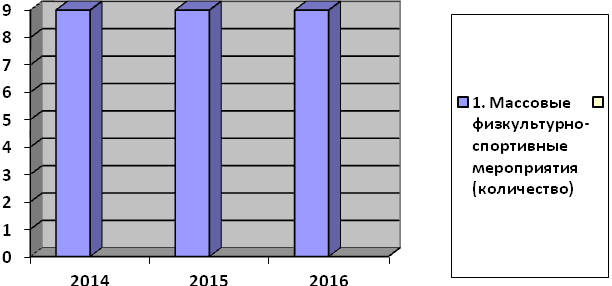 9
8
7
6
5
4
3
2
1
0
2014 2015 2016
1. Массовые
физкультурно-
спортивные
мероприятия
(количество)